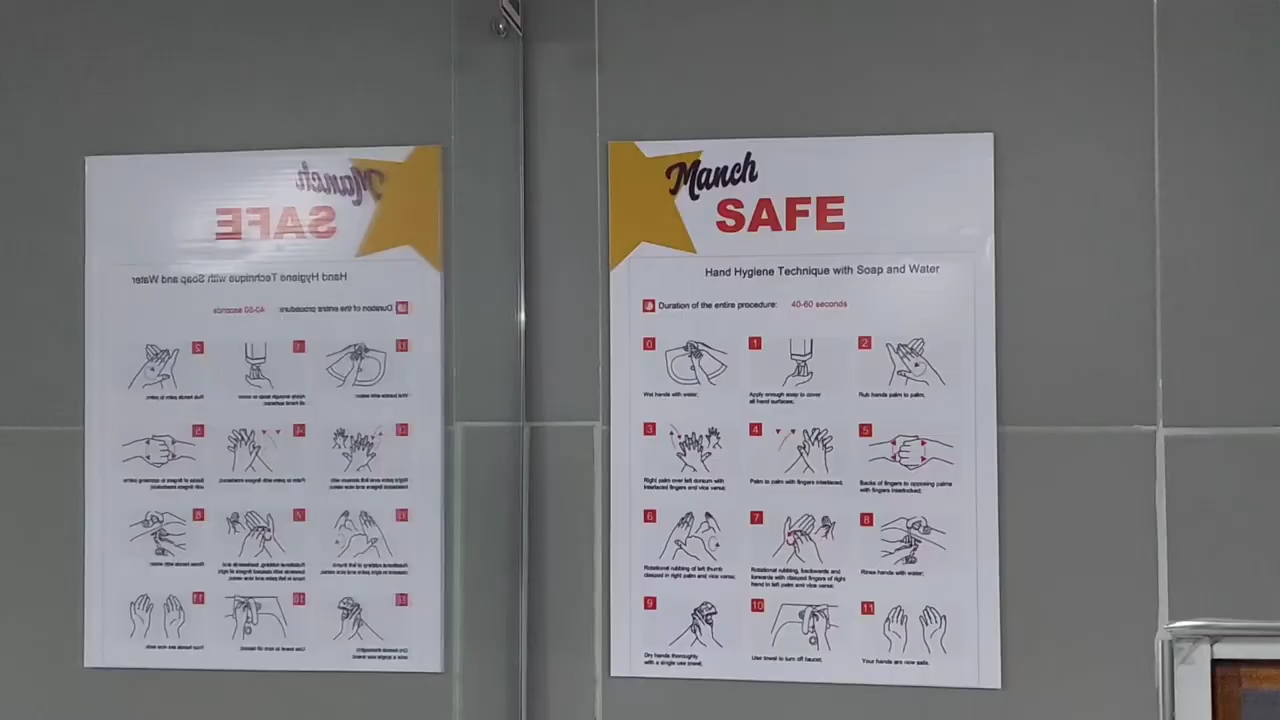 Manch
SAFE
Hand Hygiene Technique with Soap and Water
Duration of the entire procedure: 40-60 seconds
0
Wet hands with water;
1
Apply enough soap to cover
all hand surfaces;
2
Rub hands palm to palm;
3
Right palm over left dorsum with
interlaced fingers and vice versa;
4
Palm to palm with fingers interlaced;
5
Backs of fingers to opposing palms
with fingers interlocked;
6
Rotational rubbing of left thumb
clasped in right palm and vice versa;
7
Rotational rubbing, backwards and
forwards with clasped fingers of right
hand in left palm and vice versa;
8
Rinse hands with water;
9
Dry hands thoroughly
with a single use towel;
10
Use towel to turn off faucet;
11
Your hands are now safe.